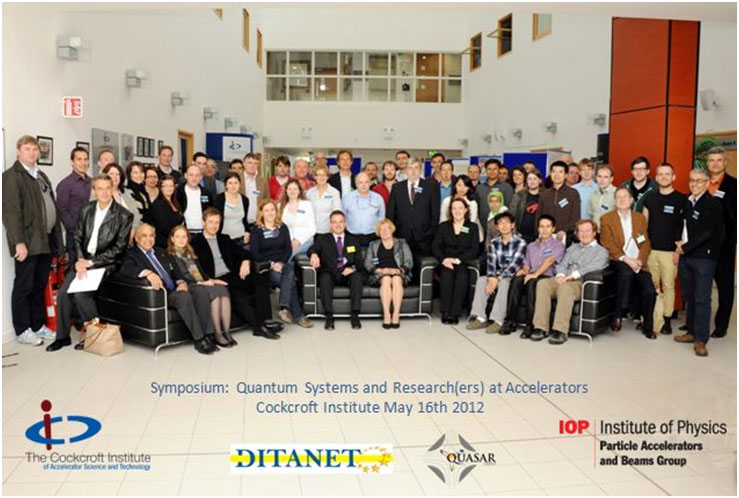 Symposium: Quantum Systems and Research(ers) at Accelerators
Cockcroft Institute May 16th 2012
The Cockcroft Institute
of Accelerator Science and Technology
DITANET
QUASAR
IOP Institute of Physics
Particle Accelerators
and Beams Group